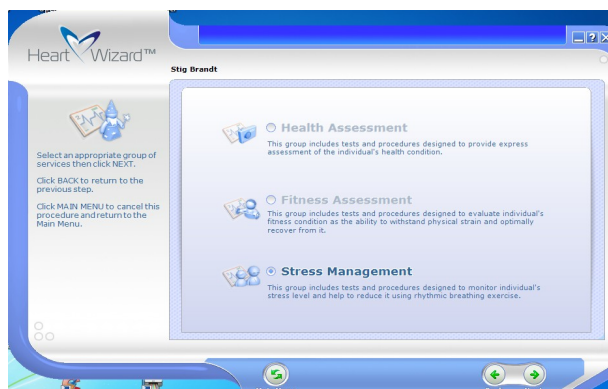 Heart Wizard™
Stig Brandt
Select an appropriate group of
services then click NEXT.
Click BACK to return to the
previous step.
Click MAIN MENU to cancel this
procedure and return to the
Main Menu.
Health Assessment
This group includes tests and procedures designed to provide express
assessment of the individual's health condition.
Fitness Assessment
This group includes tests and procedures designed to evaluate individual's
fitness condition as the ability to withstand physical strain and optimally
recover from it.
Stress Management
This group includes tests and procedures designed to monitor individual's
stress level and help to reduce it using rhythmic breathing exercise.